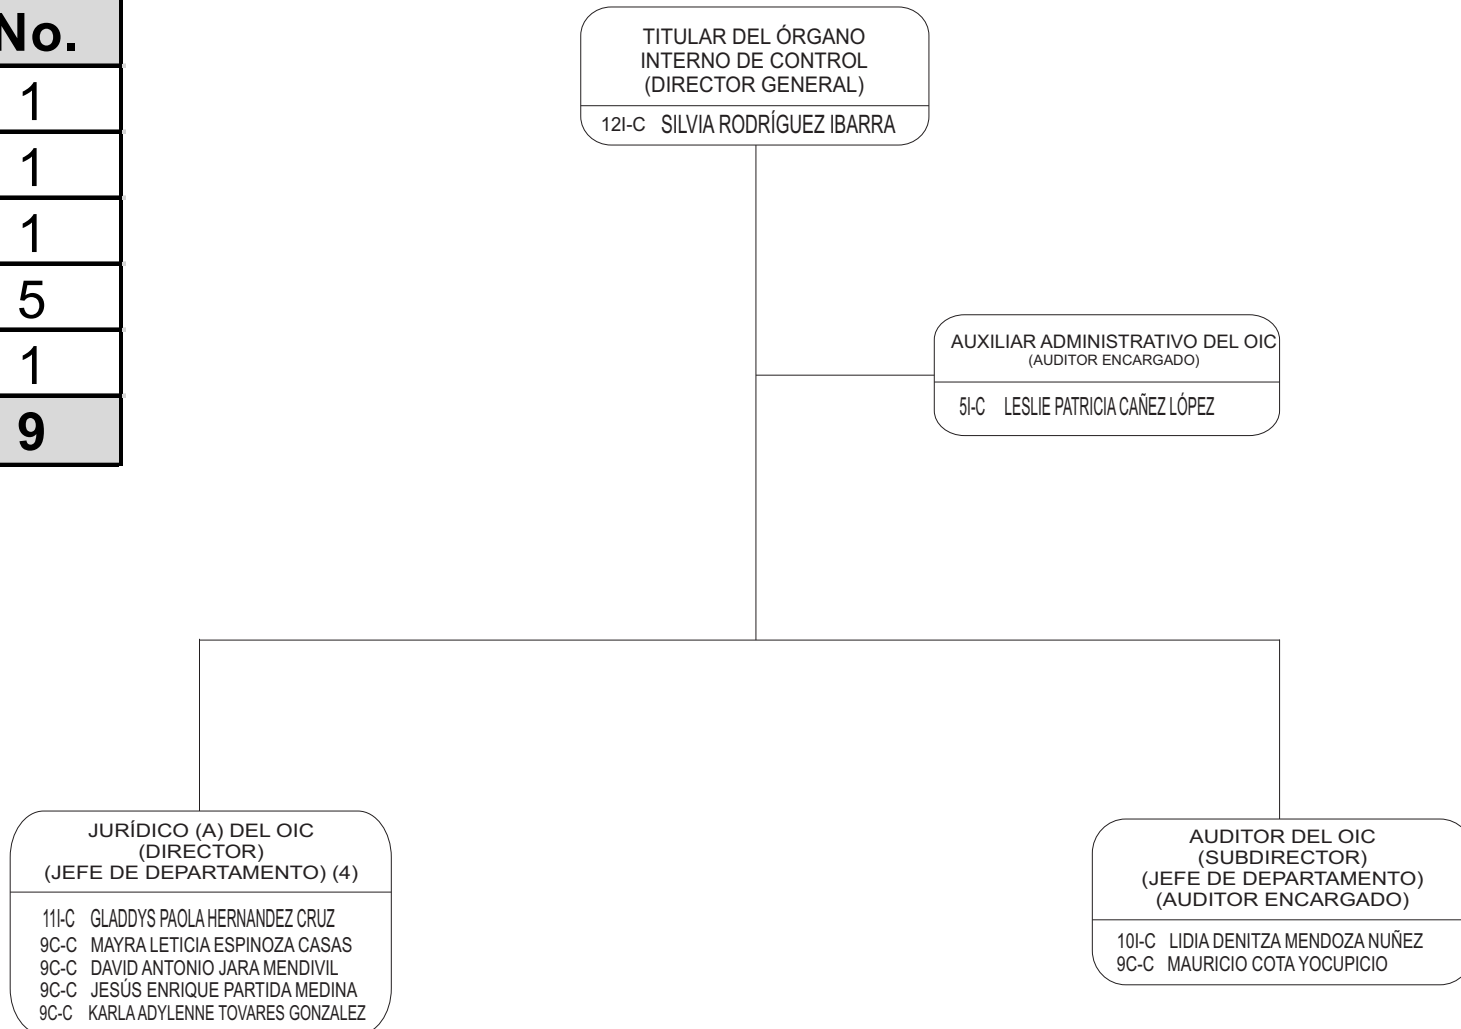 No.
1
1
1
5
1
9
TITULAR DEL ÓRGANO
INTERNO DE CONTROL
(DIRECTOR GENERAL)
12I-C SILVIA RODRÍGUEZ IBARRA
AUXILIAR ADMINISTRATIVO DEL OIC
(AUDITOR ENCARGADO)
5I-C LESLIE PATRICIA CAÑEZ LÓPEZ
JURÍDICO (A) DEL OIC
(DIRECTOR)
(JEFE DE DEPARTAMENTO) (4)
11I-C GLADDYS PAOLA HERNANDEZ CRUZ
9C-C MAYRA LETICIA ESPINOZA CASAS
9C-C DAVID ANTONIO JARA MENDIVIL
9C-C JESÚS ENRIQUE PARTIDA MEDINA
9C-C KARLA ADYLENNE TOVARES GONZALEZ
AUDITOR DEL OIC
(SUBDIRECTOR)
(JEFE DE DEPARTAMENTO)
(AUDITOR ENCARGADO)
10I-C LIDIA DENITZA MENDOZA NUÑEZ
9C-C MAURICIO COTA YOCUPICIO